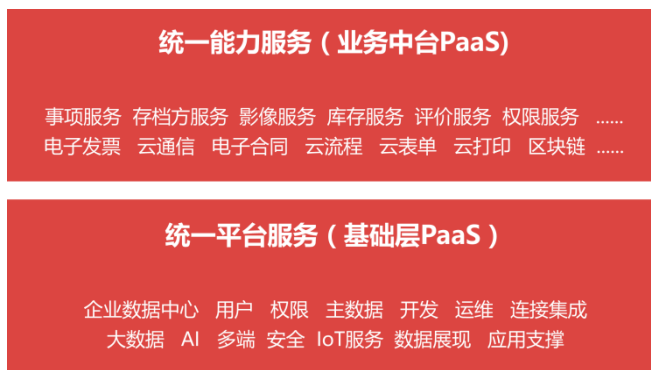 统一能力服务（业务中台PaaS）
事项服务 存档方服务 影像服务 库存服务 评价服务 权限服务 ......
电子发票 云通信 电子合同 云流程 云表单 云打印 区块链 ......
统一平台服务（基础层PaaS）
企业数据中心 用户 权限 主数据 开发 运维 连接集成
大数据 AI 多端 安全 IoT服务 数据展现 应用支撑